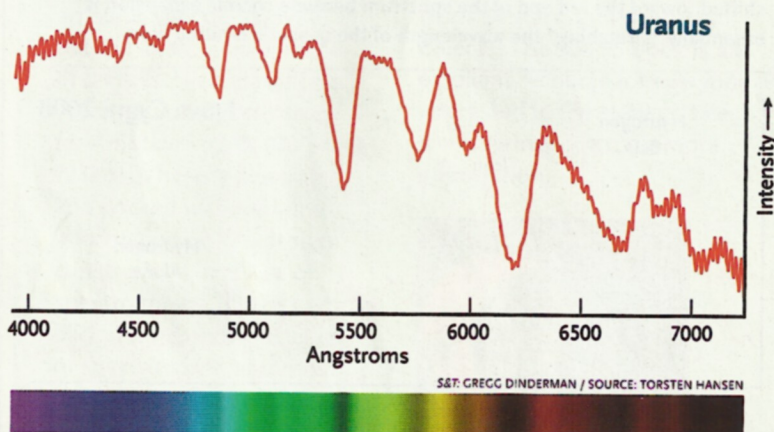 Uranus
Intensity
4000 4500 5000 5500 6000 6500 7000
Angstroms
S&T: GREGG DINDERMAN / SOURCE: TORSTEN HANSEN